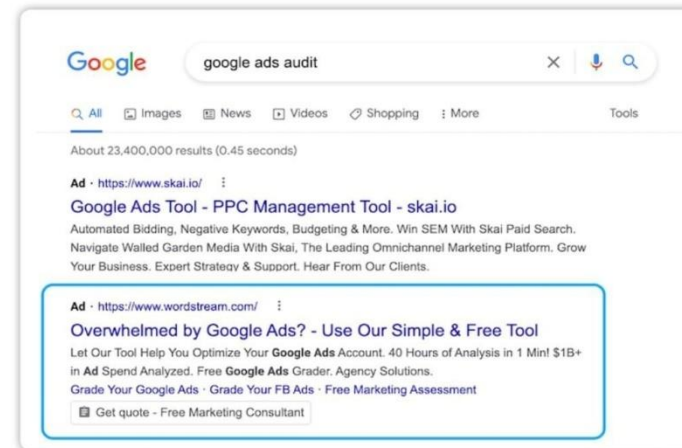 Google
google ads audit
All Images News Videos Shopping More Tools
About 23,400,000 results (0.45 seconds)
Ad · https://www.skai.io/
Google Ads Tool - PPC Management Tool - skai.io
Automated Bidding, Negative Keywords, Budgeting & More. Win SEM With Skai Paid Search.
Navigate Walled Garden Media With Skai, The Leading Omnichannel Marketing Platform. Grow
Your Business. Expert Strategy & Support. Hear From Our Clients.
Ad · https://www.wordstream.com/
Overwhelmed by Google Ads? - Use Our Simple & Free Tool
Let Our Tool Help You Optimize Your Google Ads Account. 40 Hours of Analysis in 1 Min! $1B+
in Ad Spend Analyzed. Free Google Ads Grader. Agency Solutions.
Grade Your Google Ads · Grade Your FB Ads · Free Marketing Assessment
Get quote - Free Marketing Consultant